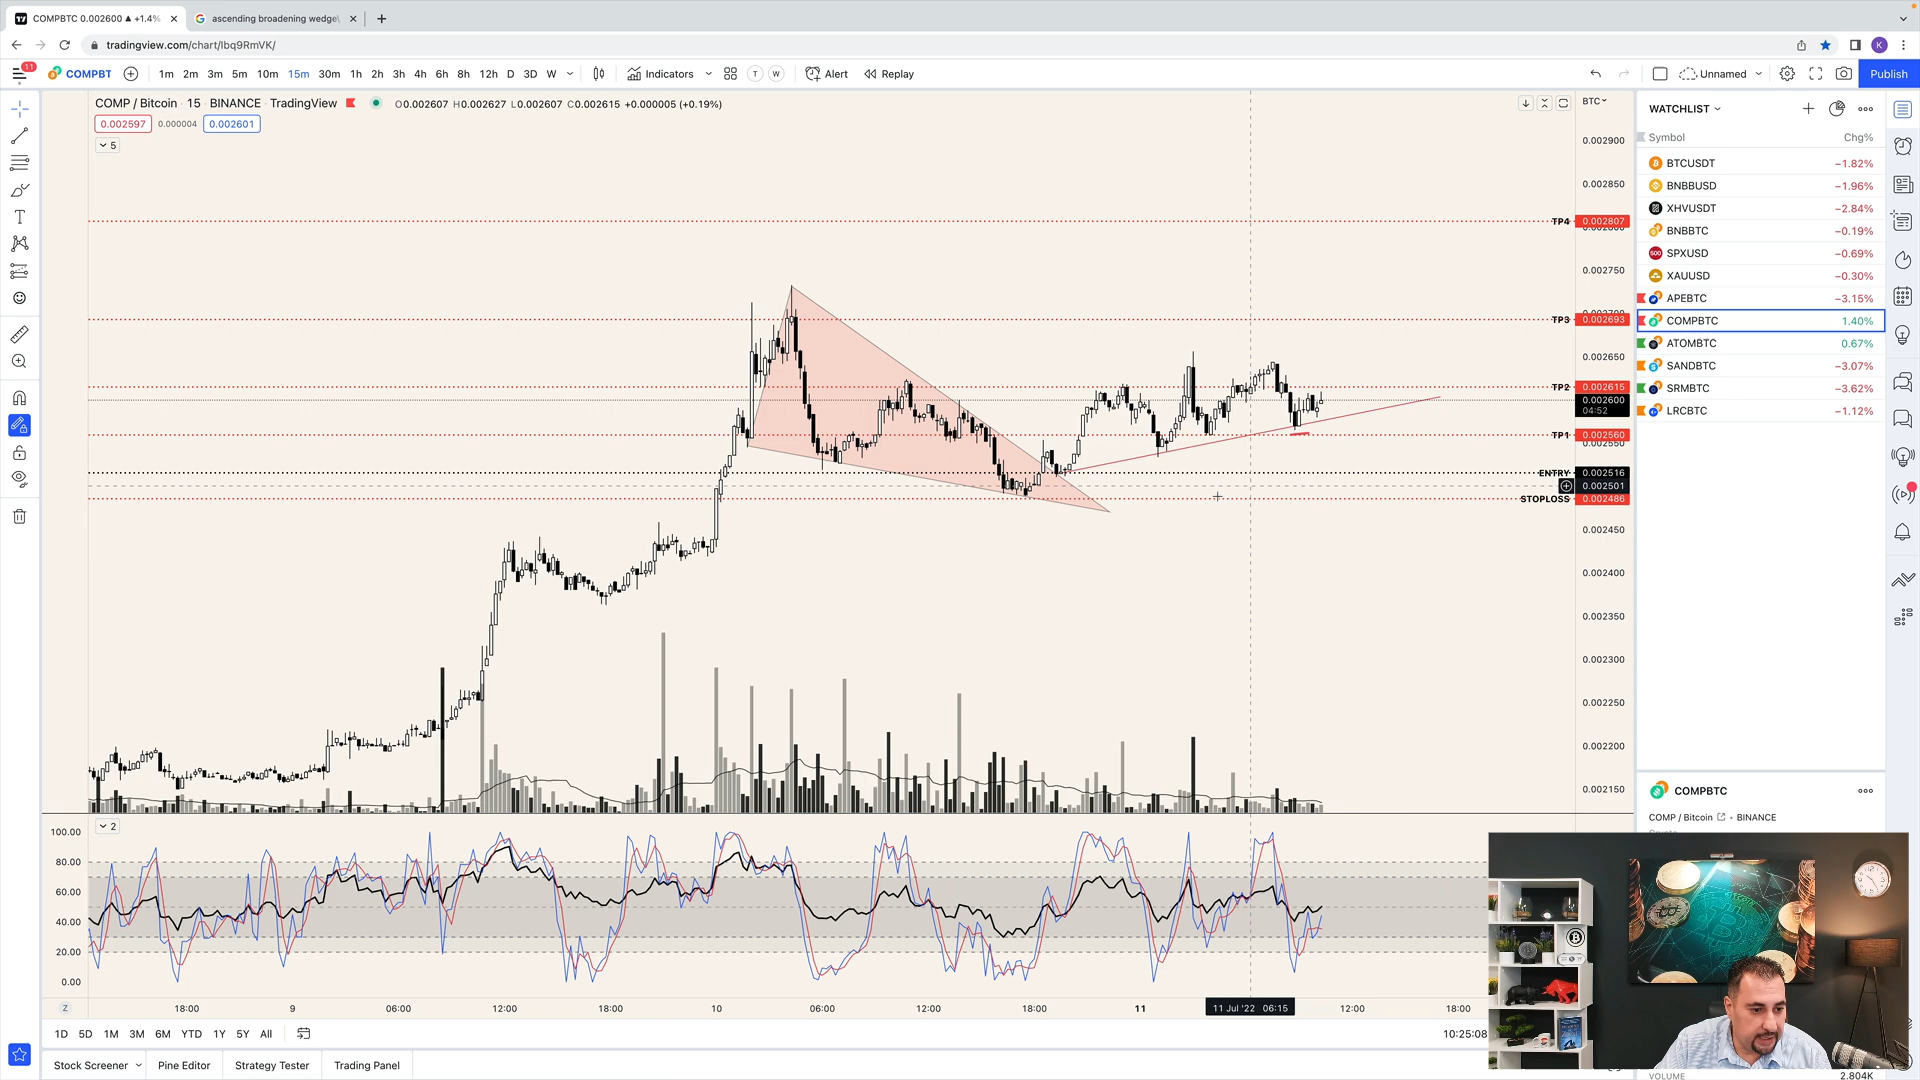 COMPBTC 0.002600 ▲ +1.4%
ascending broadening wedge\
tradingview.com/chart/Ibq9RmVK/
11
COMPBT
1m 2m 3m 5m 10m 15m 30m 1h 2h 3h 4h 6h 8h 12h D 3D W
Indicators
T W
Alert
Replay
Unnamed
Publish
COMP / Bitcoin · 15 · BINANCE · TradingView
O0.002607 H0.002627 L0.002607 C0.002615 +0.000005 (+0.19%)
0.002597 0.000004 0.002601
5
BTC
0.002900
0.002850
TP4 0.002807
0.002750
TP3 0.002693
0.002650
TP2 0.002615
0.002600
04:52
TP1 0.002560
ENTRY 0.002516
0.002501
STOPLOSS 0.002486
0.002450
0.002400
0.002350
0.002300
0.002250
0.002200
0.002150
2
100.00
80.00
60.00
40.00
20.00
0.00
Z
18:00 9 06:00 12:00 18:00 10 06:00 12:00 18:00 11 11 Jul '22 06:15 12:00 18:00
1D 5D 1M 3M 6M YTD 1Y 5Y All
10:25:08
Stock Screener Pine Editor Strategy Tester Trading Panel
WATCHLIST
Symbol Chg%
BTCUSDT −1.82%
BNBBUSD −1.96%
XHVUSDT −2.84%
BNBBTC −0.19%
SPXUSD −0.69%
XAUUSD −0.30%
APEBTC −3.15%
COMPBTC 1.40%
ATOMBTC 0.67%
SANDBTC −3.07%
SRMBTC −3.62%
LRCBTC −1.12%
COMPBTC
COMP / Bitcoin · BINANCE
VOLUME 2.804K